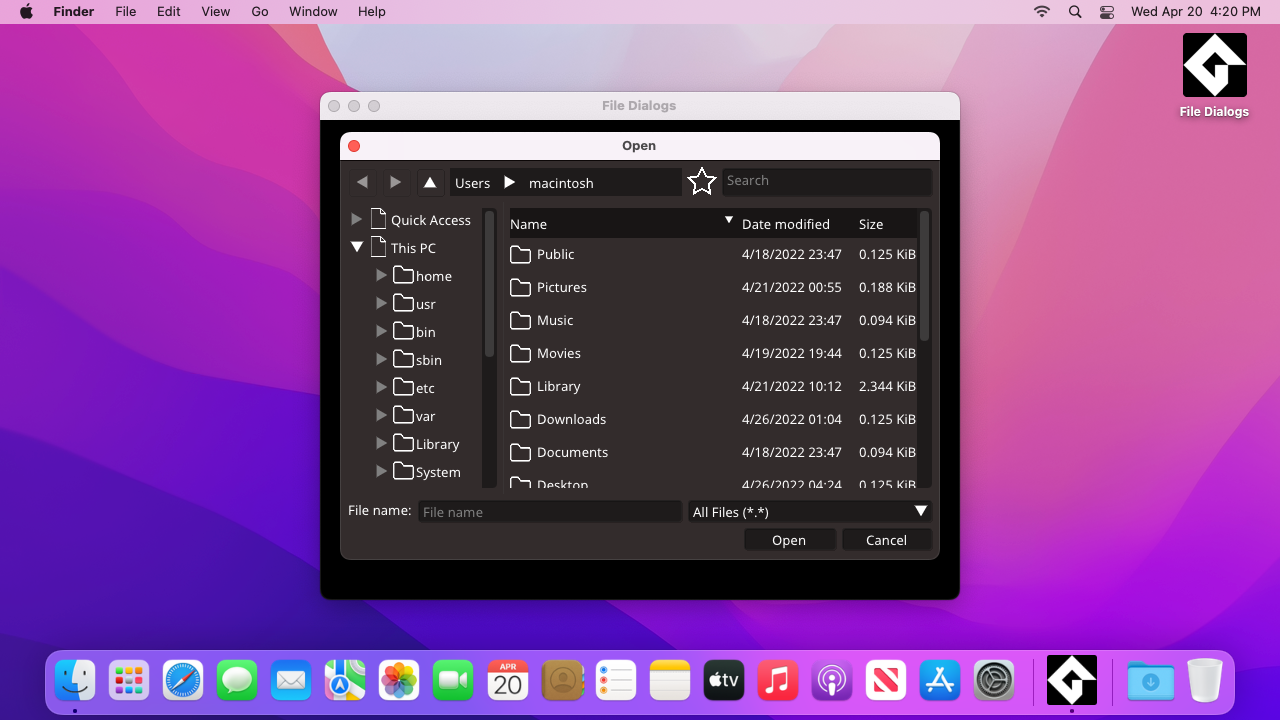 Finder File Edit View Go Window Help Wed Apr 20 4:20 PM
File Dialogs
File Dialogs
Open
Users macintosh Search
Name Date modified Size
Quick Access
This PC
home
usr
bin
sbin
etc
var
Library
System
Public 4/18/2022 23:47 0.125 KiB
Pictures 4/21/2022 00:55 0.188 KiB
Music 4/18/2022 23:47 0.094 KiB
Movies 4/19/2022 19:44 0.125 KiB
Library 4/21/2022 10:12 2.344 KiB
Downloads 4/26/2022 01:04 0.125 KiB
Documents 4/18/2022 23:47 0.094 KiB
Desktop 4/26/2022 04:24 0.125 KiB
File name: File name All Files (*.*)
Open Cancel
APR
20
tv